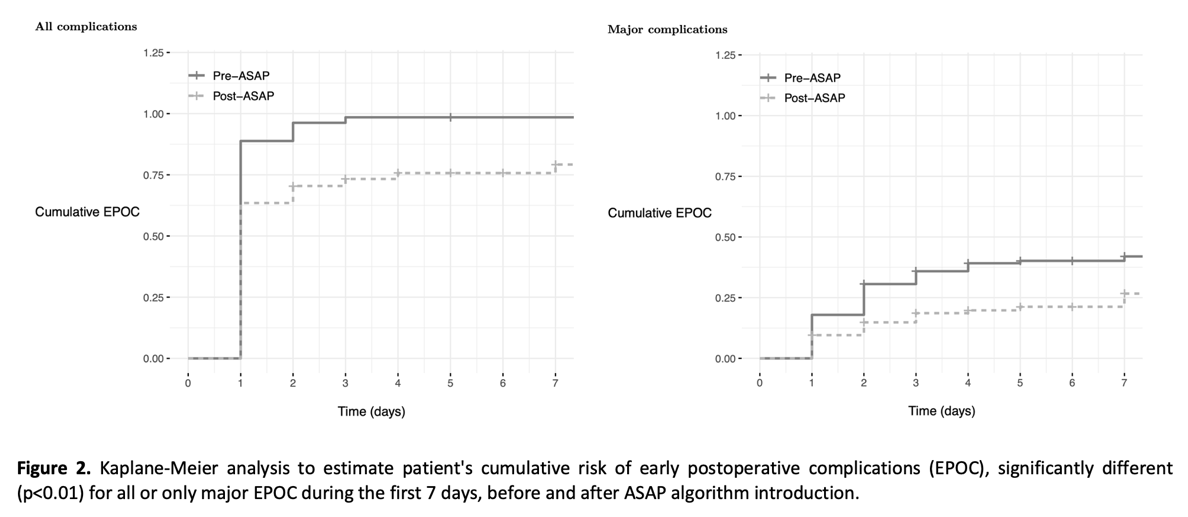 All complications
1.25
Pre-ASAP
Post-ASAP
1.00
0.75
Cumulative EPOC
0.50
0.25
0.00
0 1 2 3 4 5 6 7
Time (days)
Major complications
1.25
Pre-ASAP
Post-ASAP
1.00
0.75
Cumulative EPOC
0.50
0.25
0.00
0 1 2 3 4 5 6 7
Time (days)
Figure 2. Kaplane-Meier analysis to estimate patient's cumulative risk of early postoperative complications (EPOC), significantly different
(p<0.01) for all or only major EPOC during the first 7 days, before and after ASAP algorithm introduction.